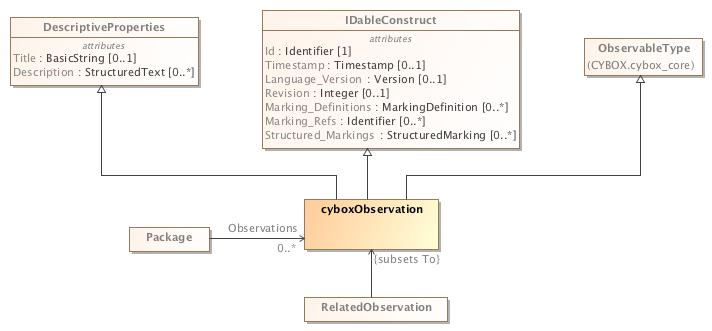 DescriptiveProperties
attributes
Title : BasicString [0..1]
Description : StructuredText [0..*]
IDableConstruct
attributes
Id : Identifier [1]
Timestamp : Timestamp [0..1]
Language_Version : Version [0..1]
Revision : Integer [0..1]
Marking_Definitions : MarkingDefinition [0..*]
Marking_Refs : Identifier [0..*]
Structured_Markings : StructuredMarking [0..*]
ObservableType
(CYBOX.cybox_core)
cyboxObservation
Package
Observations
0..*
{subsets To}
RelatedObservation